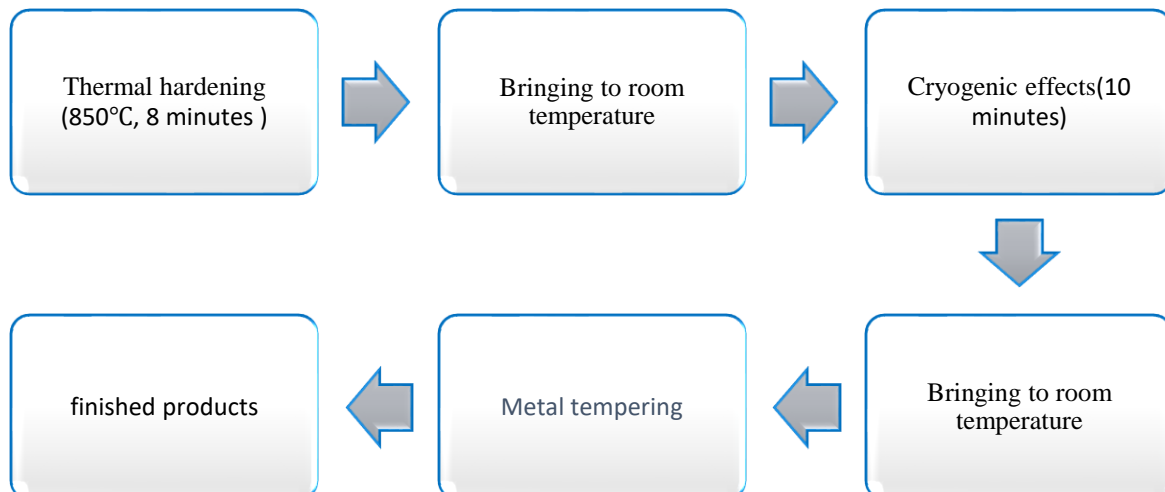 Thermal hardening
(850℃, 8 minutes )
Bringing to room
temperature
Cryogenic effects(10
minutes)
Bringing to room
temperature
Metal tempering
finished products